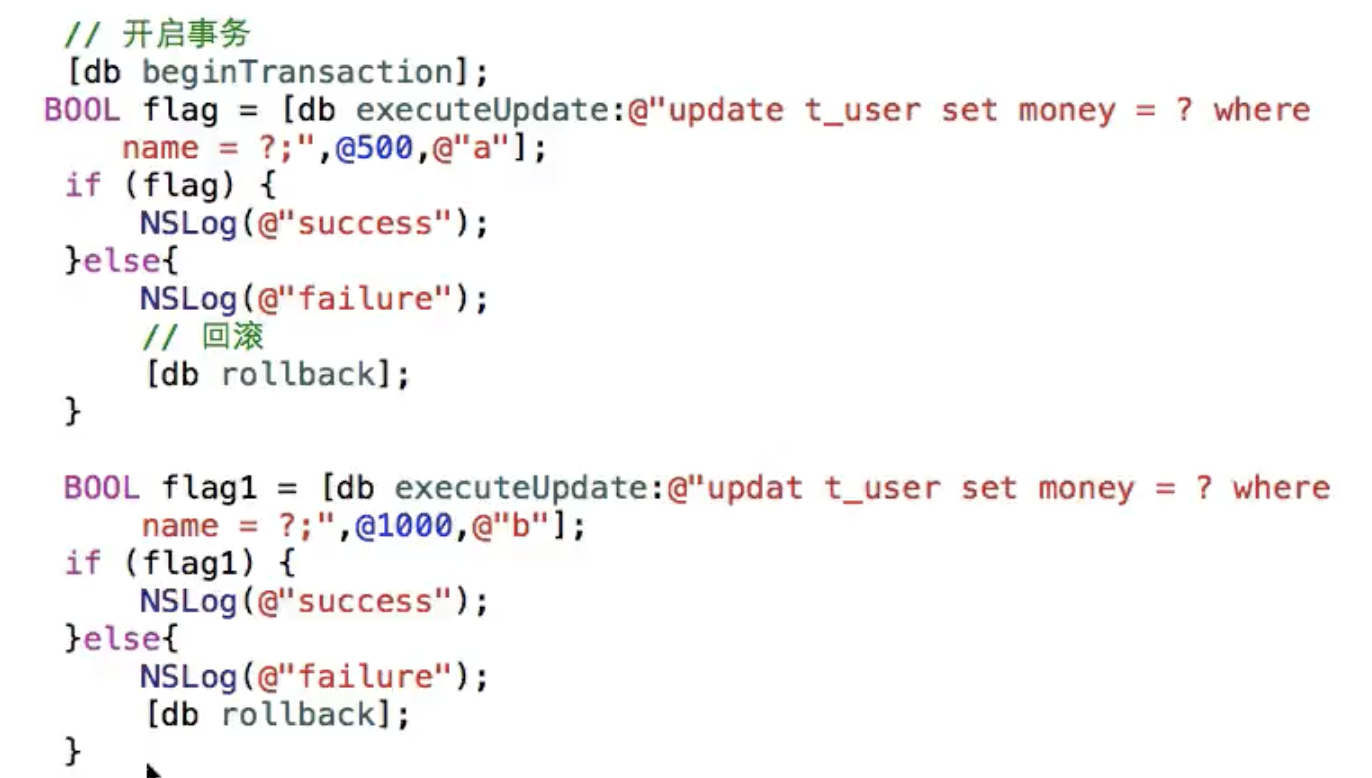 // 开启事务
[db beginTransaction];
BOOL flag = [db executeUpdate:@"update t_user set money = ? where
name = ?;",@500,@"a"];
if (flag) {
NSLog(@"success");
}else{
NSLog(@"failure");
// 回滚
[db rollback];
}
BOOL flag1 = [db executeUpdate:@"updat t_user set money = ? where
name = ?;",@1000,@"b"];
if (flag1) {
NSLog(@"success");
}else{
NSLog(@"failure");
[db rollback];
}